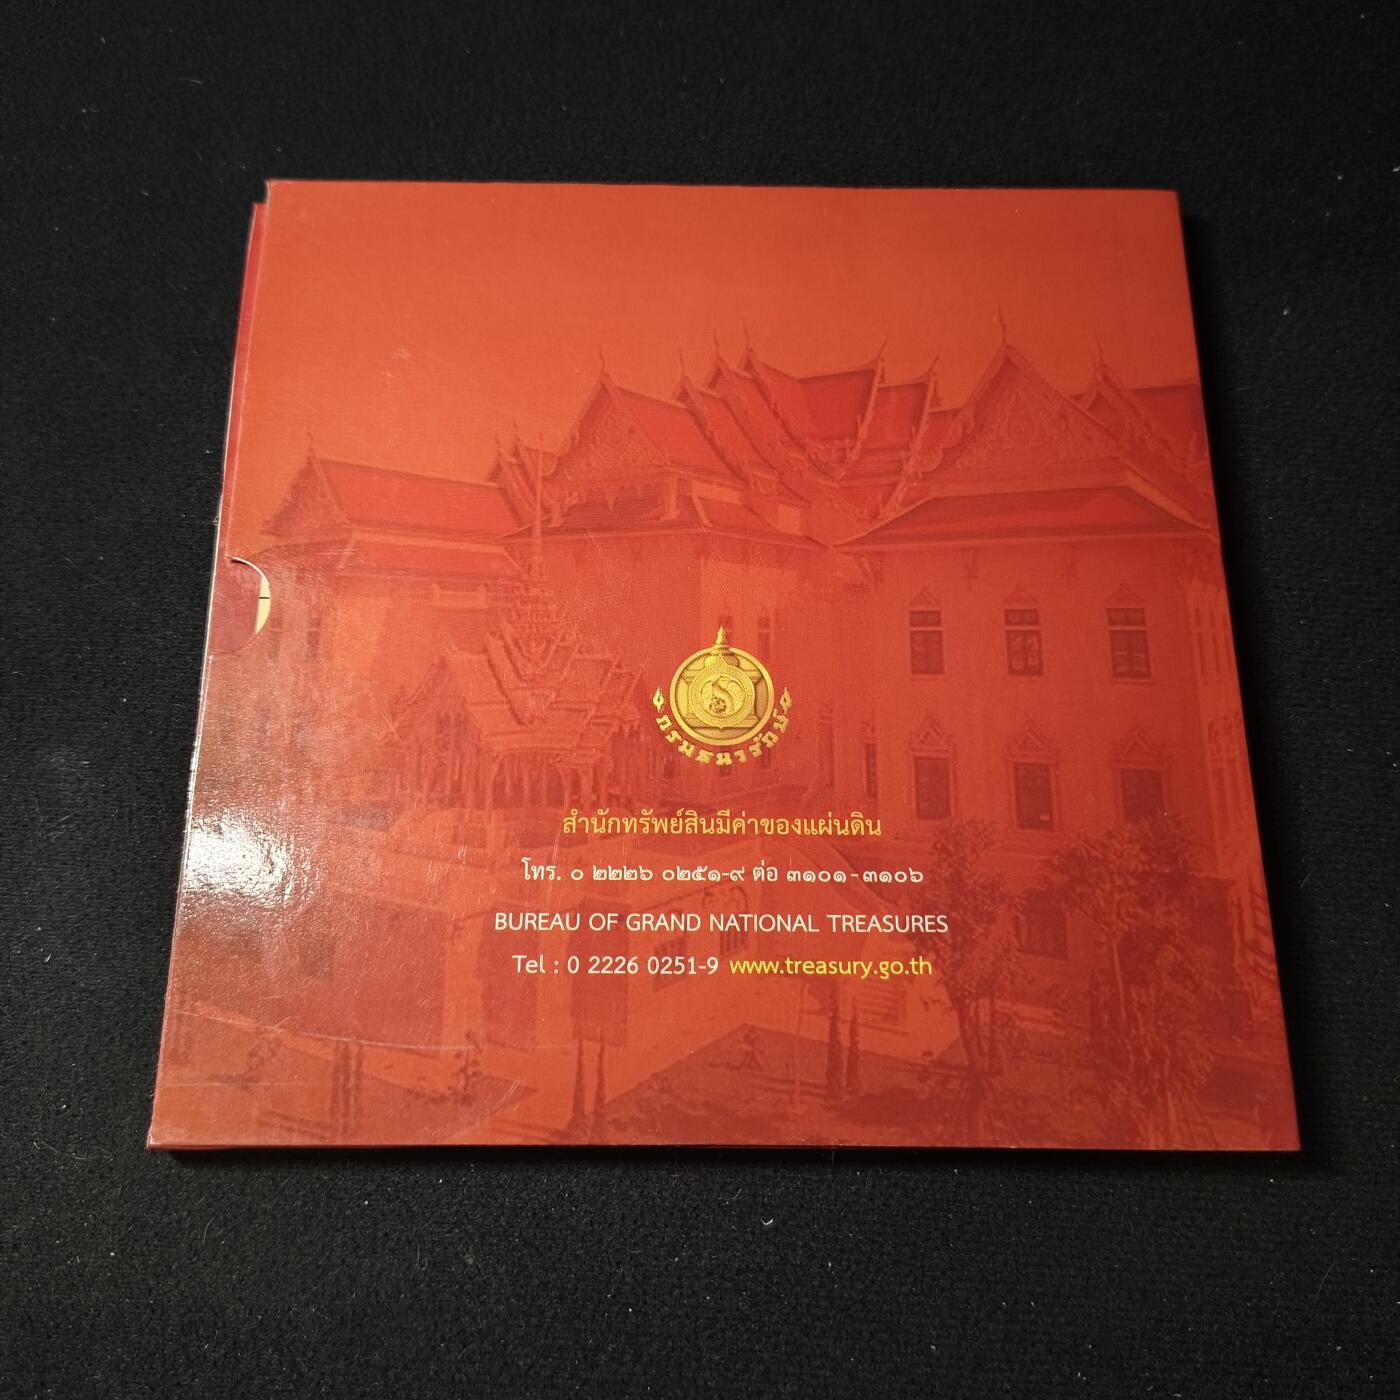 กรมธนารักษ์
สำนักทรัพย์สินมีค่าของแผ่นดิน
โทร. ๐ ๒๒๒๖ ๐๒๕๑-๙ ต่อ ๓๑๐๑-๓๑๐๖
BUREAU OF GRAND NATIONAL TREASURES
Tel : 0 2226 0251-9 www.treasury.go.th